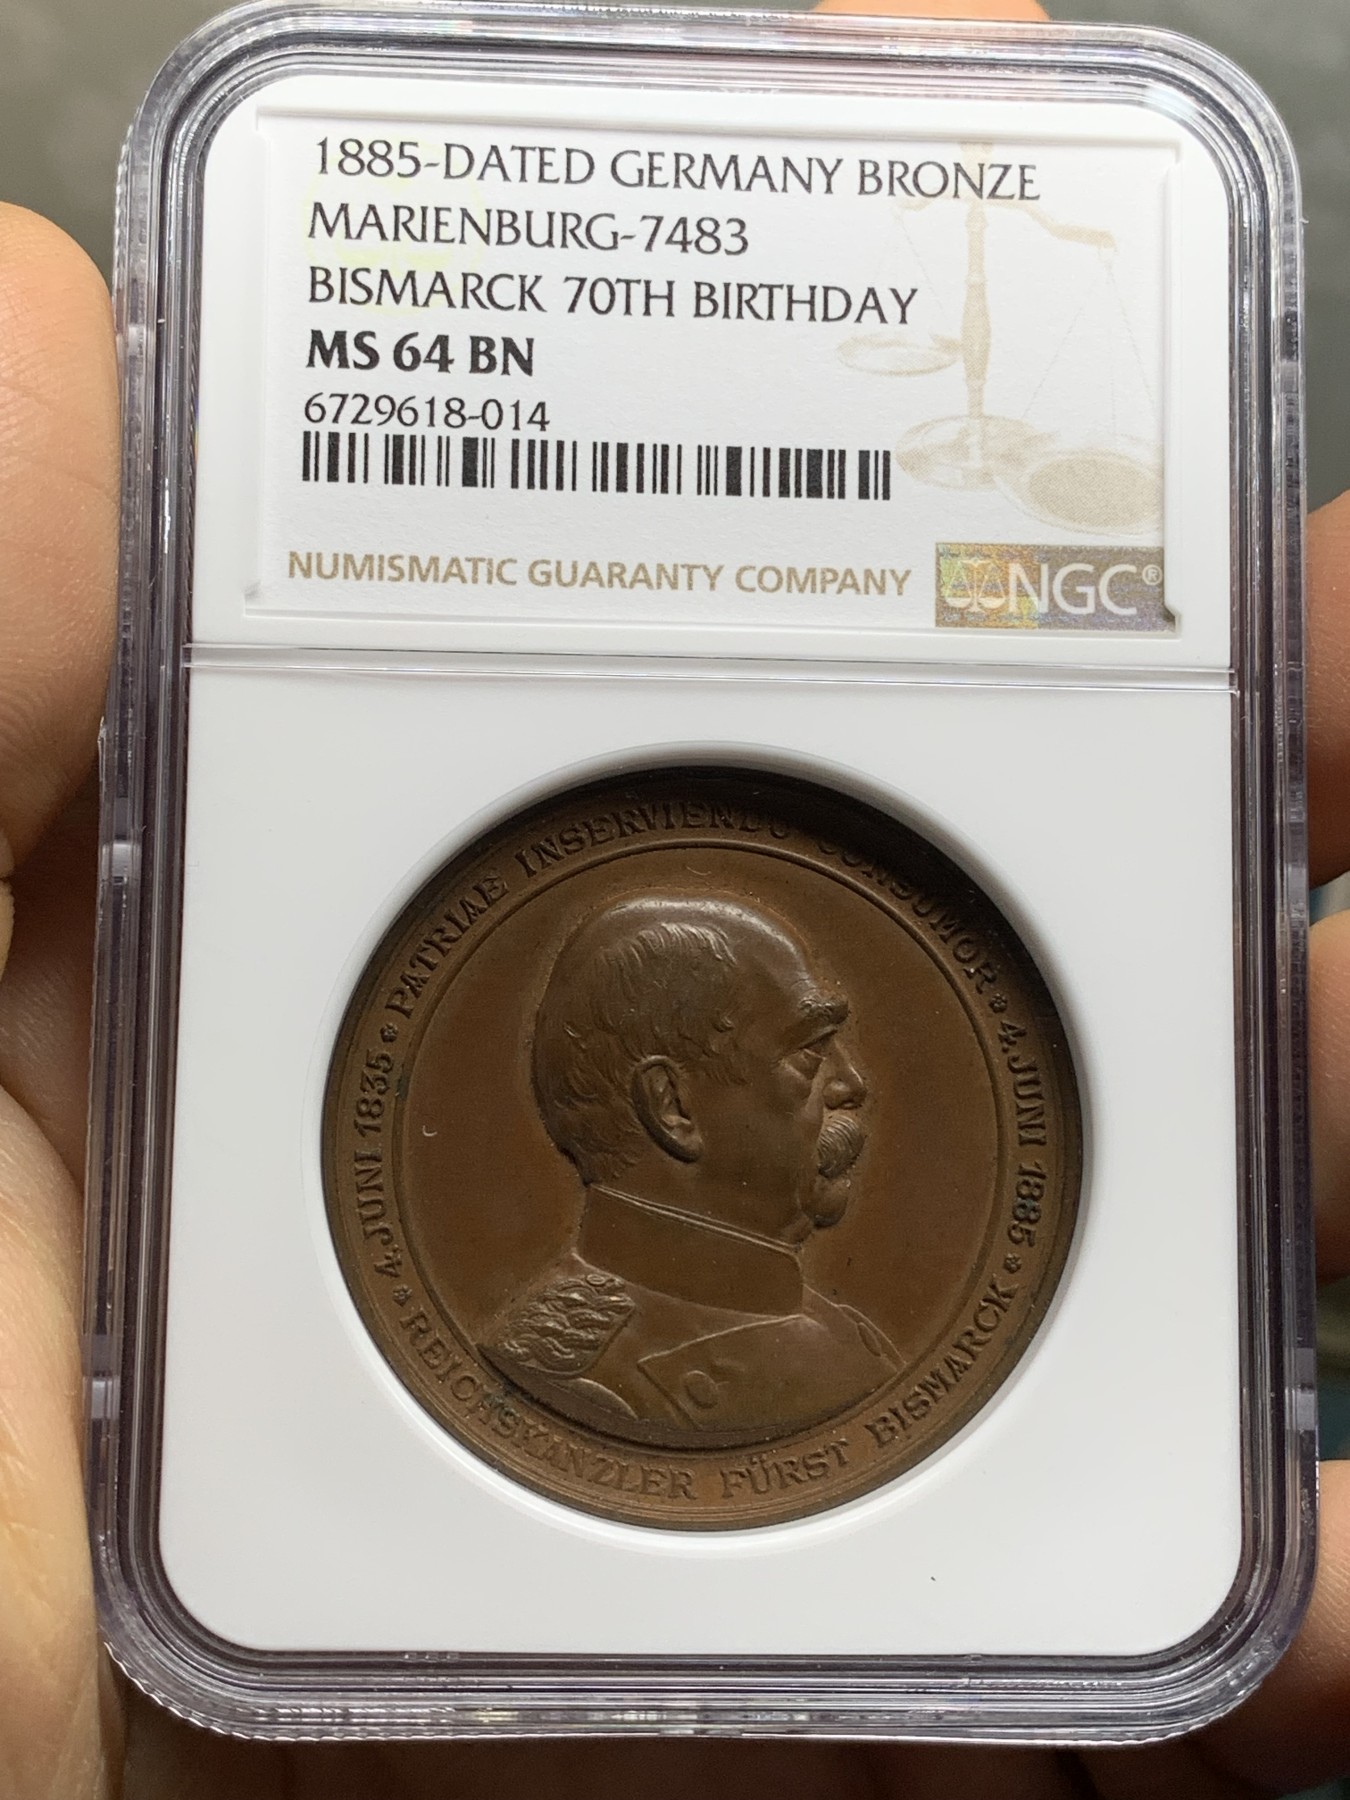 1885-DATED GERMANY BRONZE
MARIENBURG-7483
BISMARCK 70TH BIRTHDAY
MS 64 BN
6729618-014
NUMISMATIC GUARANTY COMPANY NGC®
PATRIAE INSERVIENDO CONSUMOR
4.JUNI 1885
REICHSKANZLER FÜRST BISMARCK
4.JUNI 1835